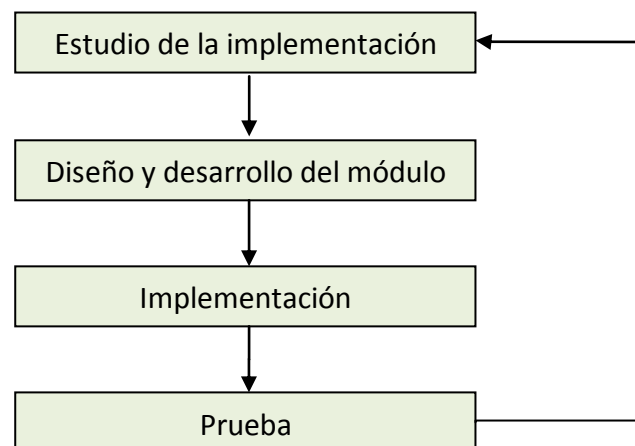 Estudio de la implementación
Diseño y desarrollo del módulo
Implementación
Prueba